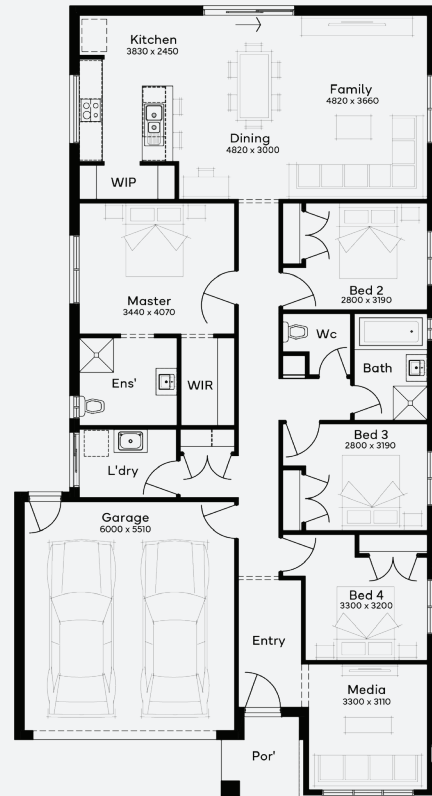 Kitchen
3830 x 2450
Family
4820 x 3660
Dining
4820 x 3000
WIP
Master
3440 x 4070
Bed 2
2800 x 3190
Wc
Bath
Ens'
WIR
L'dry
Bed 3
2800 x 3190
Garage
6000 x 5510
Bed 4
3300 x 3200
Entry
Media
3300 x 3110
Por'